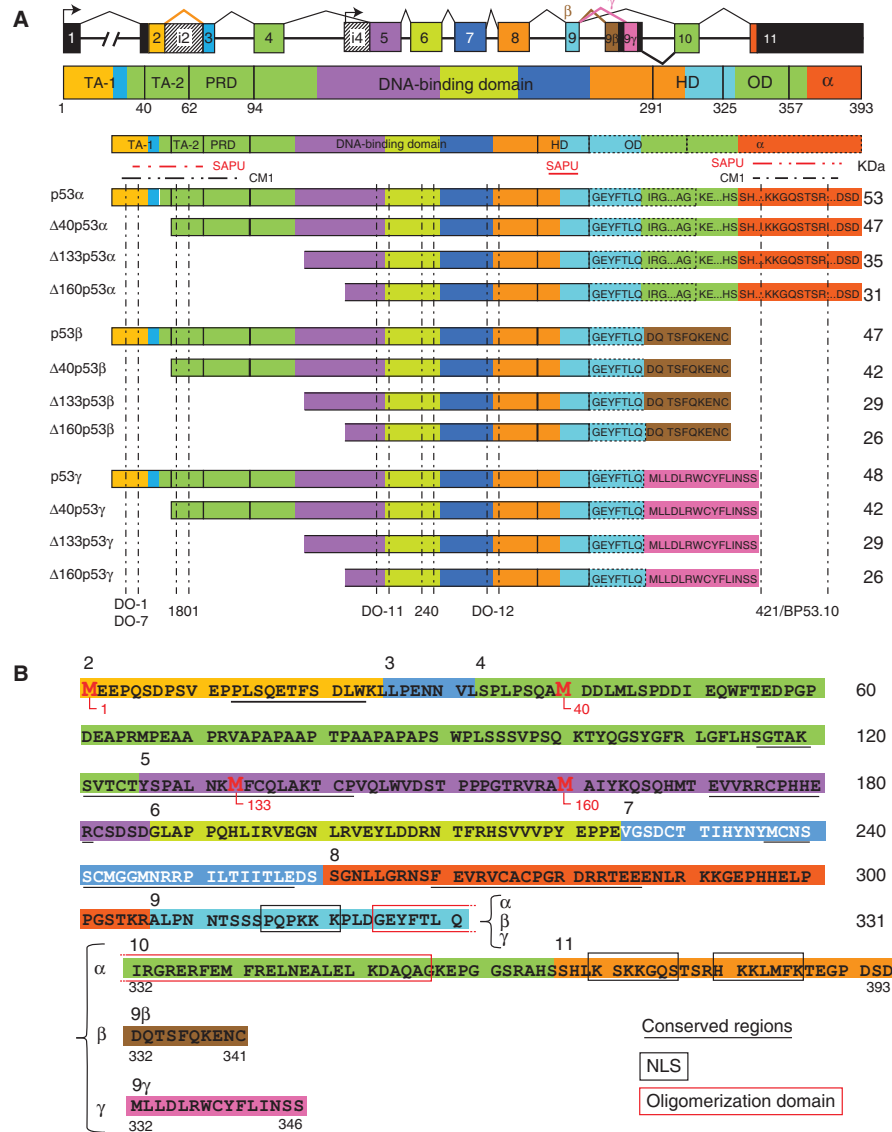 A
β
γ
1
2
i2
3
4
i4
5
6
7
8
9
9β
9γ
10
11
TA-1
TA-2
PRD
DNA-binding domain
HD
OD
α
1
40
62
94
291
325
357
393
TA-1
TA-2
PRD
DNA-binding domain
HD
OD
α
SAPU
SAPU
SAPU
CM1
CM1
KDa
p53α GEYFTLQ IRG...AG KE...HS SH...KKGQSTSR...DSD 53
Δ40p53α GEYFTLQ IRG...AG KE...HS SH...KKGQSTSR...DSD 47
Δ133p53α GEYFTLQ IRG...AG KE...HS SH...KKGQSTSR...DSD 35
Δ160p53α GEYFTLQ IRG...AG KE...HS SH...KKGQSTSR...DSD 31
p53β GEYFTLQ DQ TSFQKENC 47
Δ40p53β GEYFTLQ DQ TSFQKENC 42
Δ133p53β GEYFTLQ DQ TSFQKENC 29
Δ160p53β GEYFTLQ DQ TSFQKENC 26
p53γ GEYFTLQ MLLDLRWCYFLINSS 48
Δ40p53γ GEYFTLQ MLLDLRWCYFLINSS 42
Δ133p53γ GEYFTLQ MLLDLRWCYFLINSS 29
Δ160p53γ GEYFTLQ MLLDLRWCYFLINSS 26
DO-1
DO-7
1801
DO-11
240
DO-12
421/BP53.10
B
2 3 4
MEEPQSDPSV EPPLSQETFS DLWKLLPENN VLSPLPSQAM DDLMLSPDDI EQWFTEDPGP 60
1 40
DEAPRMPEAA PRVAPAPAAP TPAAPAPAPS WPLSSSVPSQ KTYQGSYGFR LGFLHSGTAK 120
5
SVTCTYSPAL NKMFCQLAKT CPVQLWVDST PPPGTRVRAM AIYKQSQHMT EVVRRCPHHE 180
133 160
6 7
RCSDSDGLAP PQHLIRVEGN LRVEYLDDRN TFRHSVVVPY EPPEVGSDCT TIHYNYMCNS 240
8
SCMGGMNRRP ILTIITLEDS SGNLLGRNSF EVRVCACPGR DRRTEEENLR KKGEPHHELP 300
9
PGSTKRALPN NTSSSPQPKK KPLDGEYFTL Q 331
α
β
γ
10 11
α IRGRERFEMF RELNEALELK DAQAGKEPGG SRAHSSHLK SKKGQSTSRH KKLMFKTEGP DSD
332 393
9β
β DQTSFQKENC
332 341
9γ
γ MLLDLRWCYFLINSS
332 346
Conserved regions
NLS
Oligomerization domain